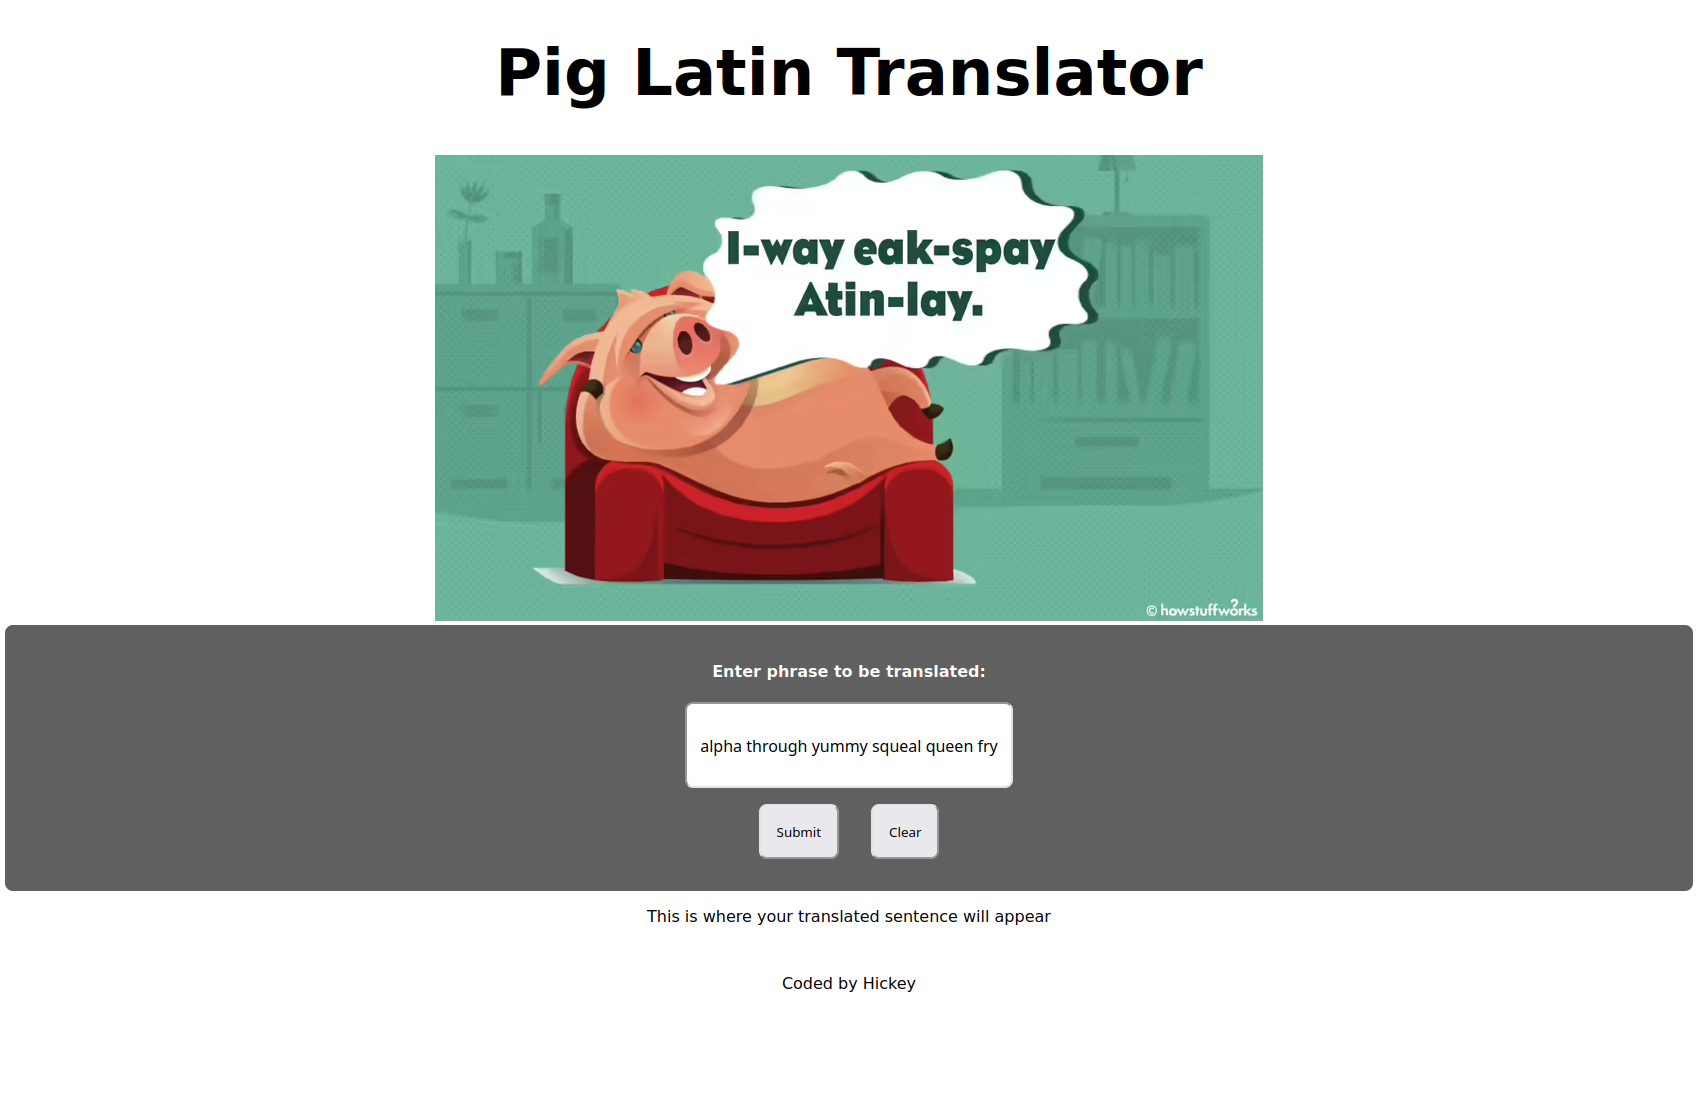 Pig Latin Translator
I-way eak-spay
Atin-lay.
© howstuffworks
Enter phrase to be translated:
alpha through yummy squeal queen fry
Submit Clear
This is where your translated sentence will appear
Coded by Hickey